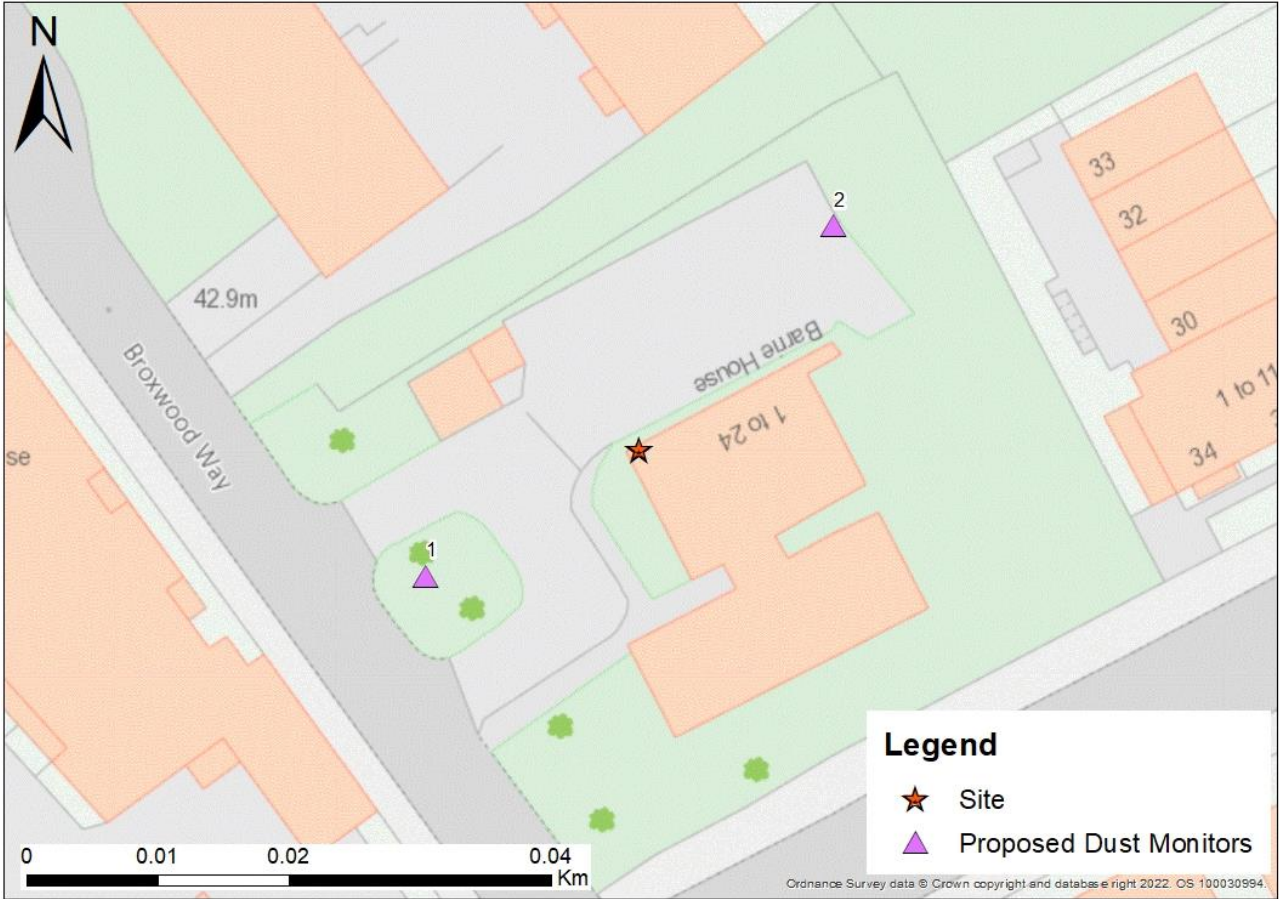 N
2
33
32
42.9m
30
Barrie House
1 to 11
Broxwood Way
1 to 24
34
se
1
Legend
Site
Proposed Dust Monitors
0 0.01 0.02 0.04
Km
Ordnance Survey data © Crown copyright and database right 2022. OS 100030994.